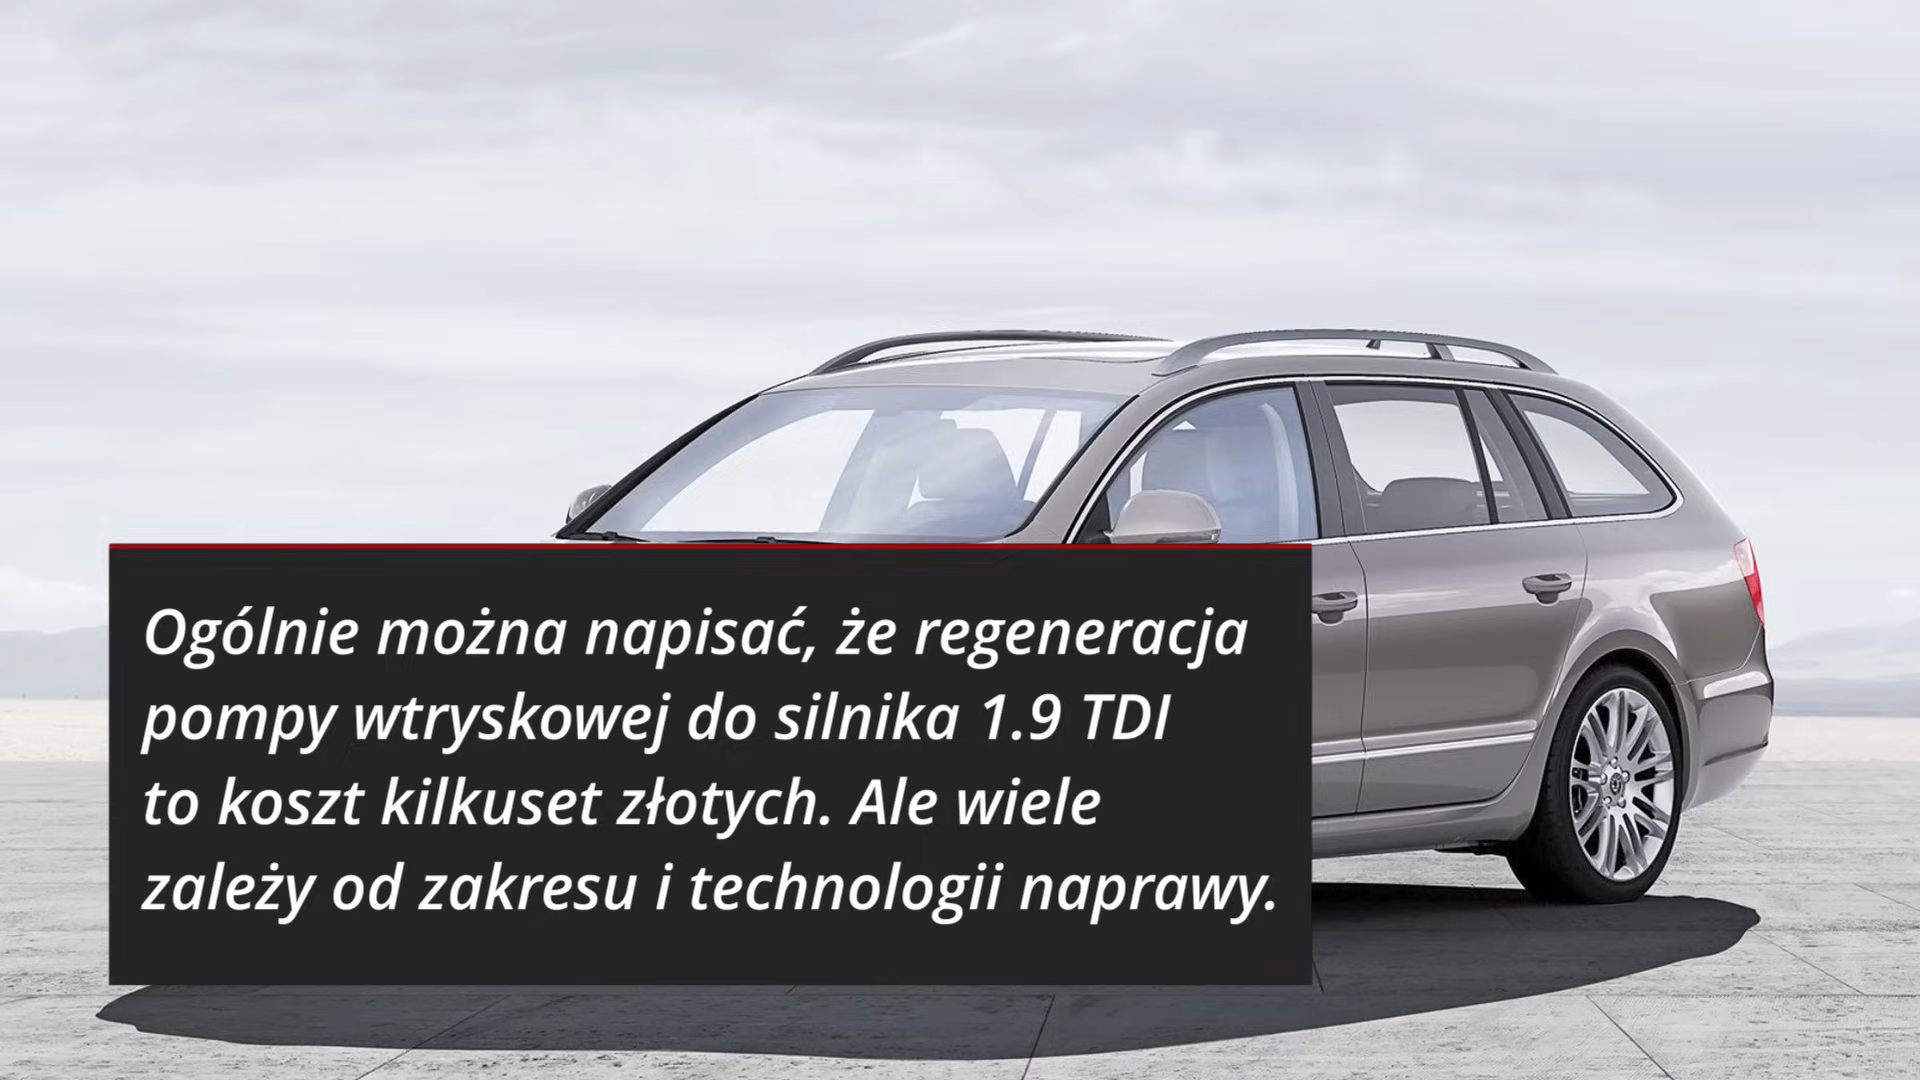 Ogólnie można napisać, że regeneracja
pompy wtryskowej do silnika 1.9 TDI
to koszt kilkuset złotych. Ale wiele
zależy od zakresu i technologii naprawy.